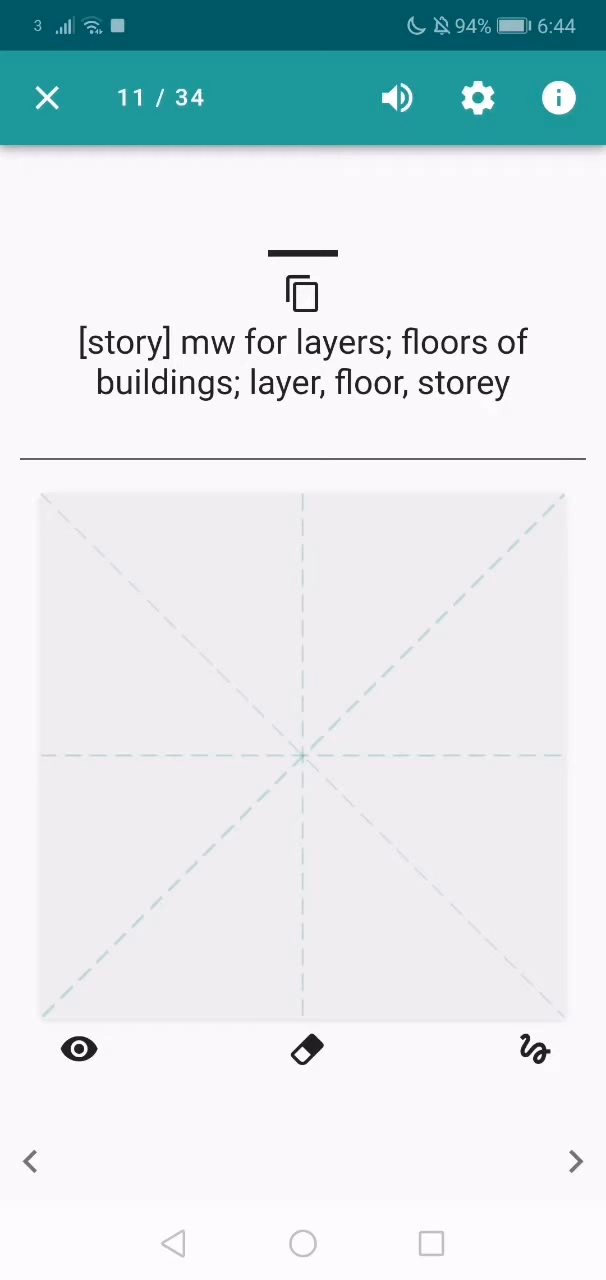 3 94% 6:44
11 / 34
[story] mw for layers; floors of
buildings; layer, floor, storey